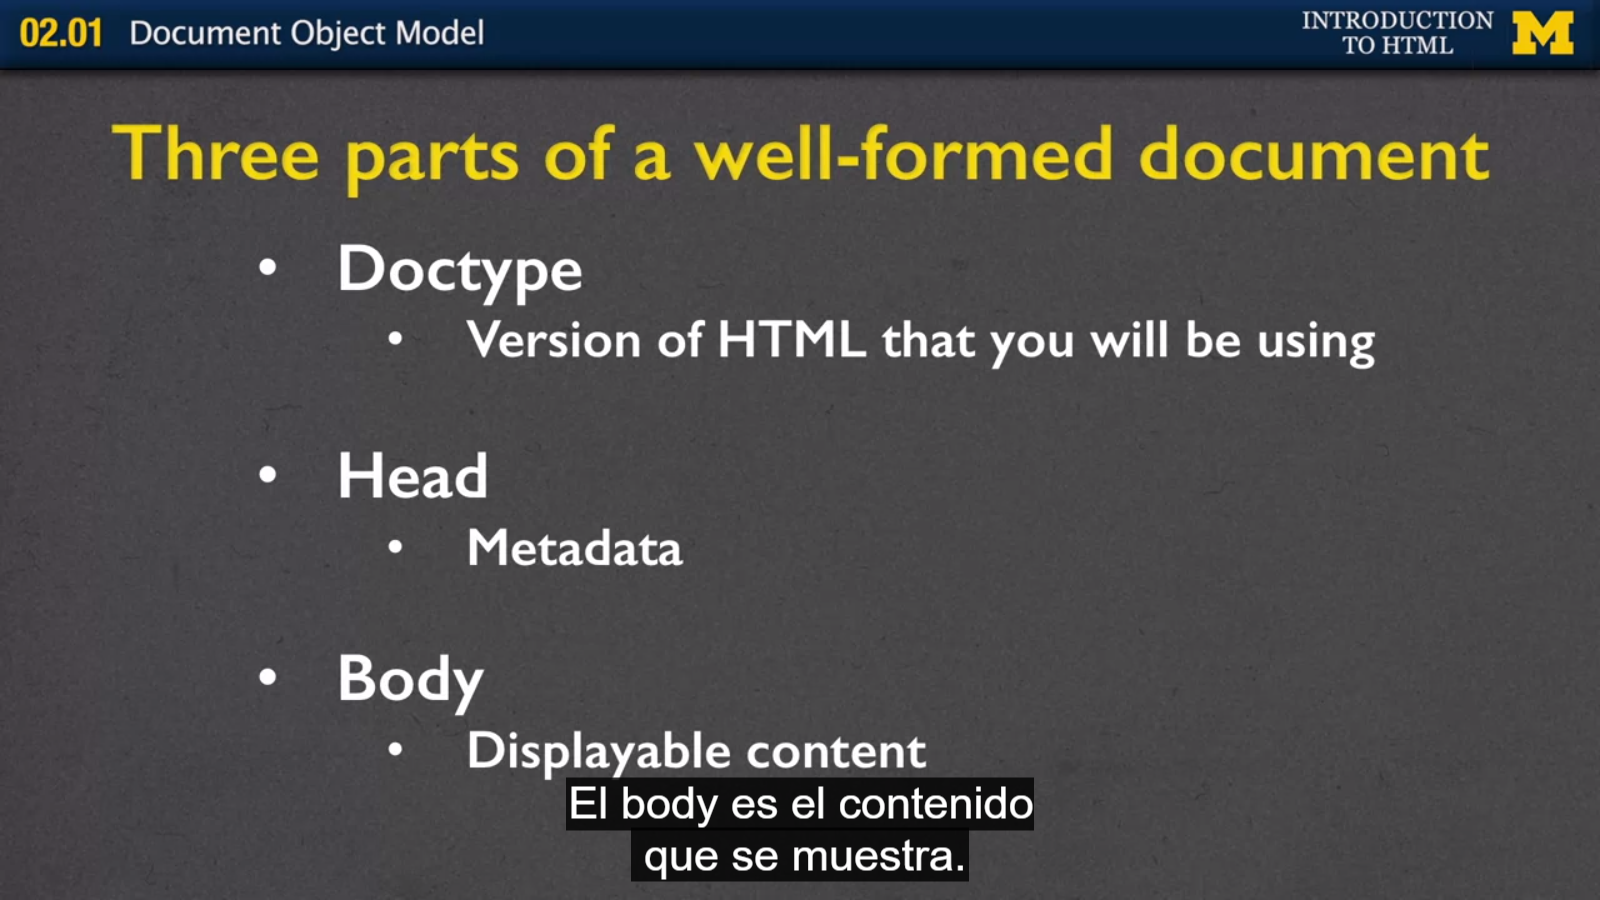 02.01 Document Object Model
INTRODUCTION
TO HTML
M
Three parts of a well-formed document
• Doctype
• Version of HTML that you will be using
• Head
• Metadata
• Body
• Displayable content
El body es el contenido
que se muestra.